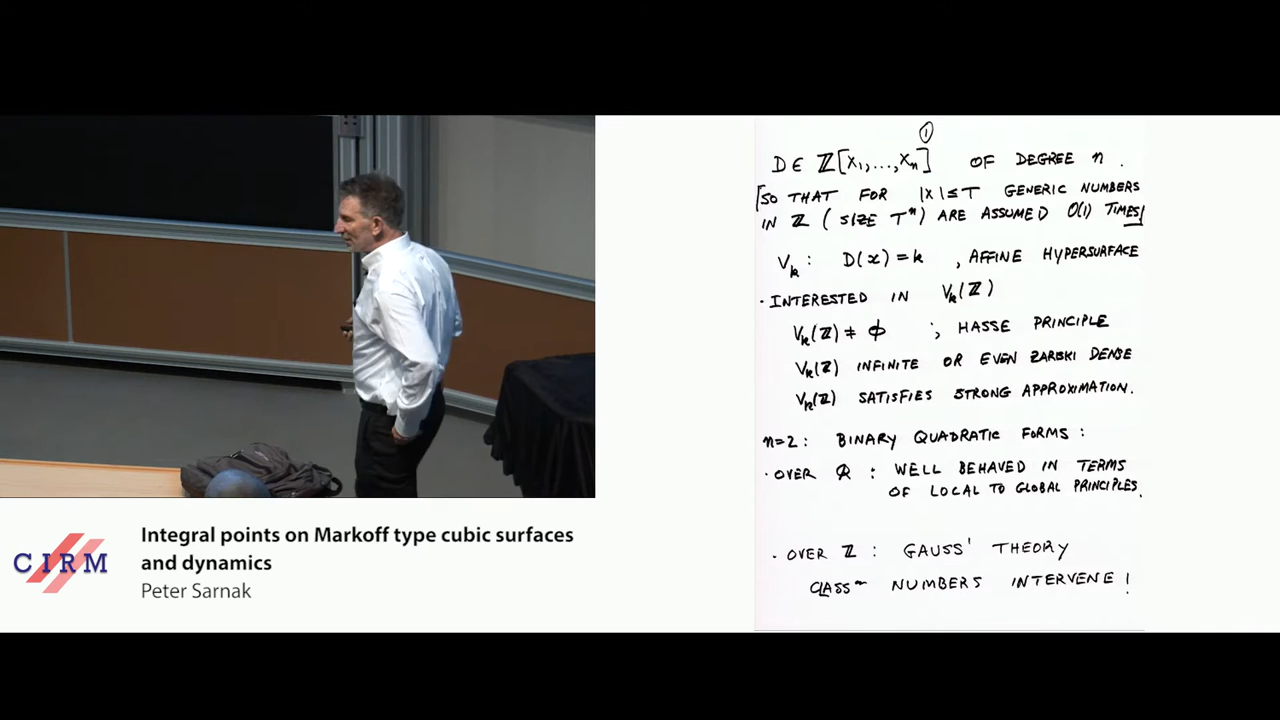 ①
D ∈ ℤ[x₁,...,xₙ] OF DEGREE n.
[SO THAT FOR |x| ≤ T GENERIC NUMBERS
IN ℤ (SIZE Tⁿ) ARE ASSUMED O(1) TIMES]
Vₖ: D(x) = k , AFFINE HYPERSURFACE
· INTERESTED IN Vₖ(ℤ)
Vₖ(ℤ) ≠ ϕ ; HASSE PRINCIPLE
Vₖ(ℤ) INFINITE OR EVEN ZARISKI DENSE
Vₖ(ℤ) SATISFIES STRONG APPROXIMATION.
n=2: BINARY QUADRATIC FORMS:
· OVER ℚ : WELL BEHAVED IN TERMS
OF LOCAL TO GLOBAL PRINCIPLES.
· OVER ℤ : GAUSS' THEORY
CLASS NUMBERS INTERVENE!
CIRM
Integral points on Markoff type cubic surfaces
and dynamics
Peter Sarnak